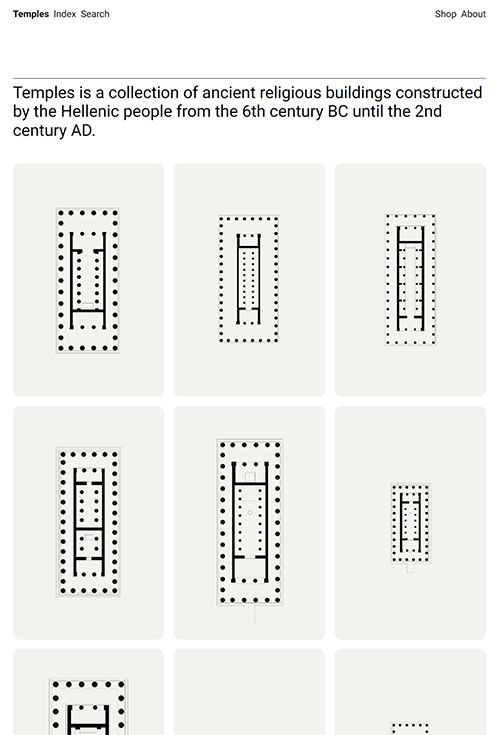 Temples Index Search Shop About
Temples is a collection of ancient religious buildings constructed
by the Hellenic people from the 6th century BC until the 2nd
century AD.